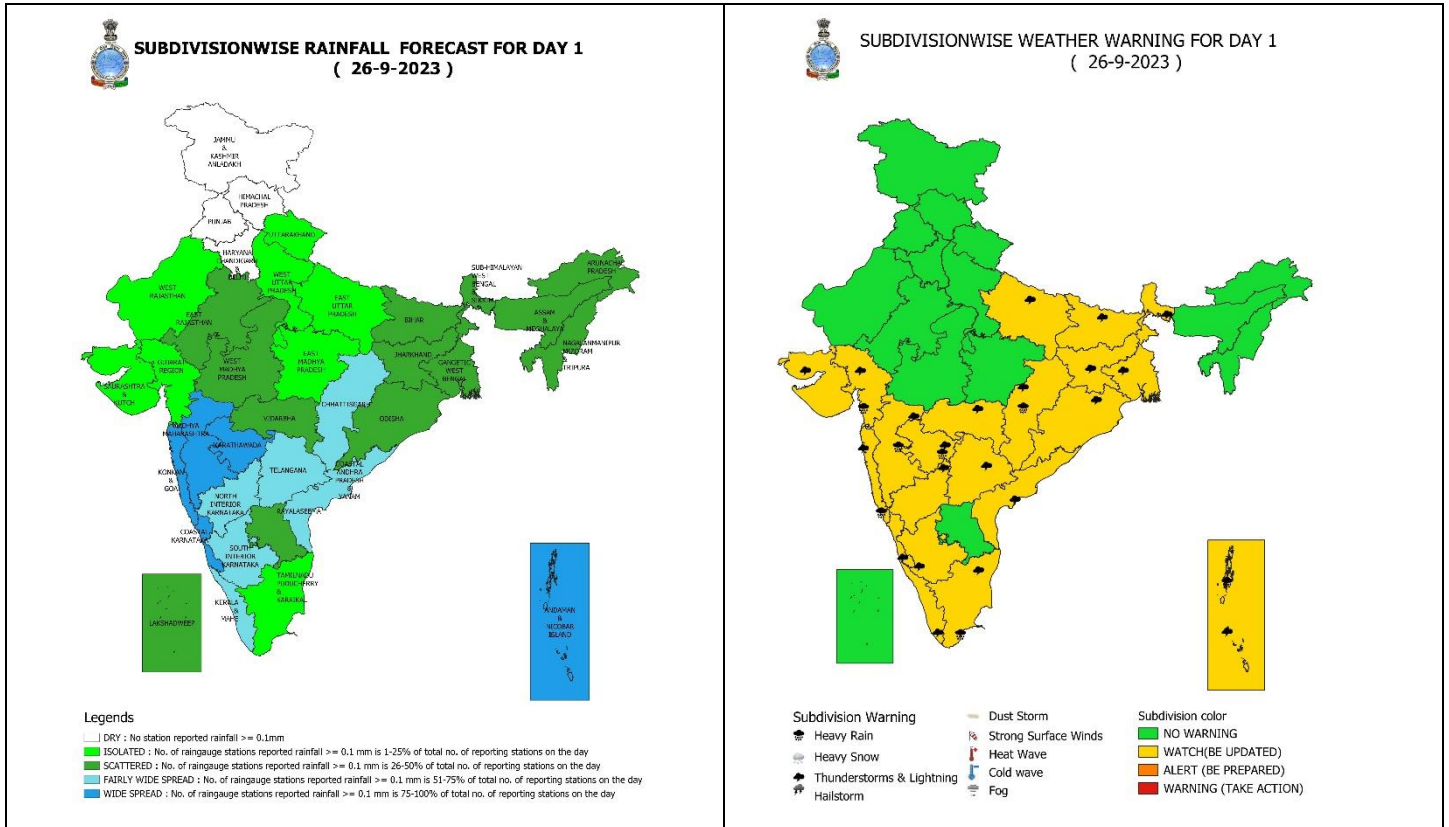 SUBDIVISIONWISE RAINFALL FORECAST FOR DAY 1
( 26-9-2023 )
JAMMU
&
KASHMIR
ANLADAKH
HIMACHAL
PRADESH
PUNJAB
UTTARAKHAND
HARYANA
CHANDIGARH
&
DELHI
WEST
UTTAR
PRADESH
WEST
RAJASTHAN
EAST
UTTAR
PRADESH
SUB-HIMALAYAN
WEST
BENGAL
&
ARUNACHAL
PRADESH
EAST
RAJASTHAN
BIHAR
ASSAM
&
MEGHALAYA
NAGALANMANIPUR
MIZORAM
&
TRIPURA
GUJARAT
REGION
WEST
MADHYA
PRADESH
EAST
MADHYA
PRADESH
JHARKHAND
GANGETIC
WEST
BENGAL
SAURASHTRA
&
KUTCH
CHHATTISGARH
VIDARBHA
ODISHA
MADHYA
MAHARASHTRA
MARATHAWADA
KONKAN
&
GOA
TELANGANA
COASTAL
ANDHRA
PRADESH
&
YANAM
NORTH
INTERIOR
KARNATAKA
RAYALASEEMA
COASTAL
KARNATAKA
SOUTH
INTERIOR
KARNATAKA
TAMILNADU
PUDUCHERRY
&
KARAIKAL
KERALA
&
MAHE
LAKSHADWEEP
ANDAMAN
&
NICOBAR
ISLAND
Legends
DRY : No station reported rainfall >= 0.1mm
ISOLATED : No. of raingauge stations reported rainfall >= 0.1 mm is 1-25% of total no. of reporting stations on the day
SCATTERED : No. of raingauge stations reported rainfall >= 0.1 mm is 26-50% of total no. of reporting stations on the day
FAIRLY WIDE SPREAD : No. of raingauge stations reported rainfall >= 0.1 mm is 51-75% of total no. of reporting stations on the day
WIDE SPREAD : No. of raingauge stations reported rainfall >= 0.1 mm is 75-100% of total no. of reporting stations on the day
SUBDIVISIONWISE WEATHER WARNING FOR DAY 1
( 26-9-2023 )
Subdivision Warning
Heavy Rain
Heavy Snow
Thunderstorms & Lightning
Hailstorm
Dust Storm
Strong Surface Winds
Heat Wave
Cold wave
Fog
Subdivision color
NO WARNING
WATCH(BE UPDATED)
ALERT (BE PREPARED)
WARNING (TAKE ACTION)